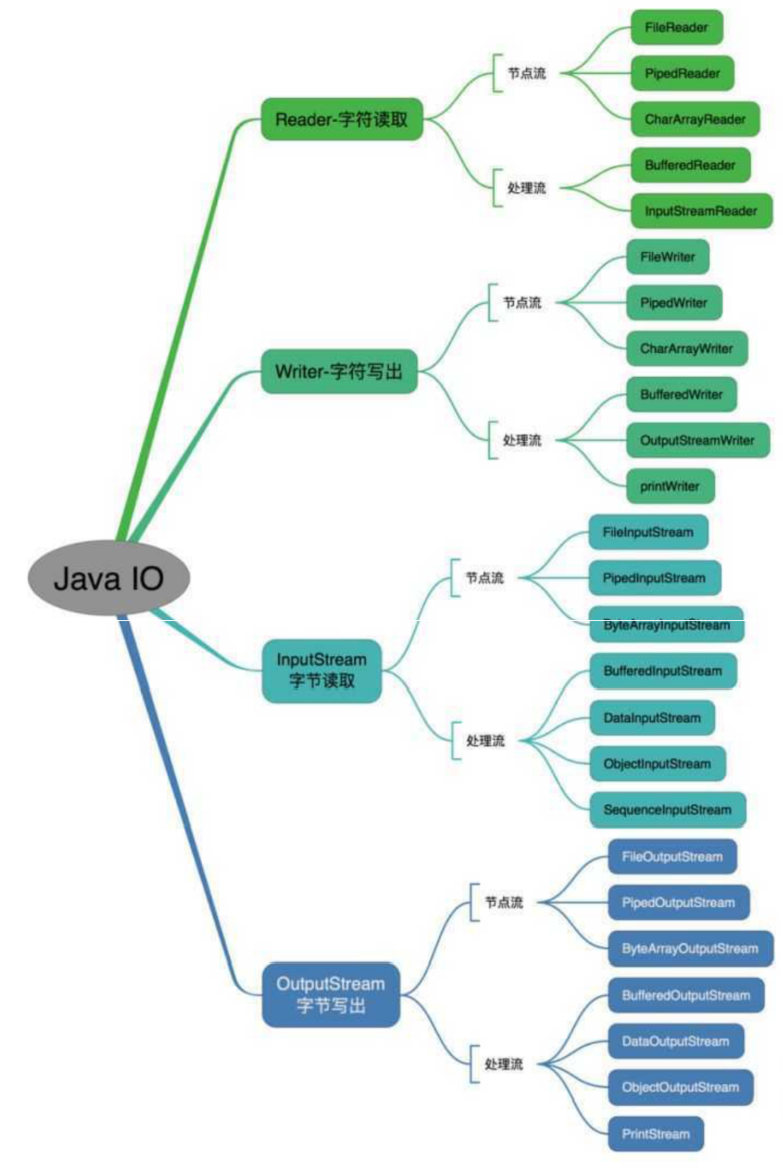 FileReader
节点流
PipedReader
CharArrayReader
Reader-字符读取
BufferedReader
处理流
InputStreamReader
FileWriter
节点流
PipedWriter
CharArrayWriter
Writer-字符写出
BufferedWriter
处理流
OutputStreamWriter
printWriter
Java IO
FileInputStream
节点流
PipedInputStream
ByteArrayInputStream
InputStream
字节读取
BufferedInputStream
DataInputStream
处理流
ObjectInputStream
SequenceInputStream
FileOutputStream
节点流
PipedOutputStream
ByteArrayOutputStream
OutputStream
字节写出
BufferedOutputStream
DataOutputStream
处理流
ObjectOutputStream
PrintStream